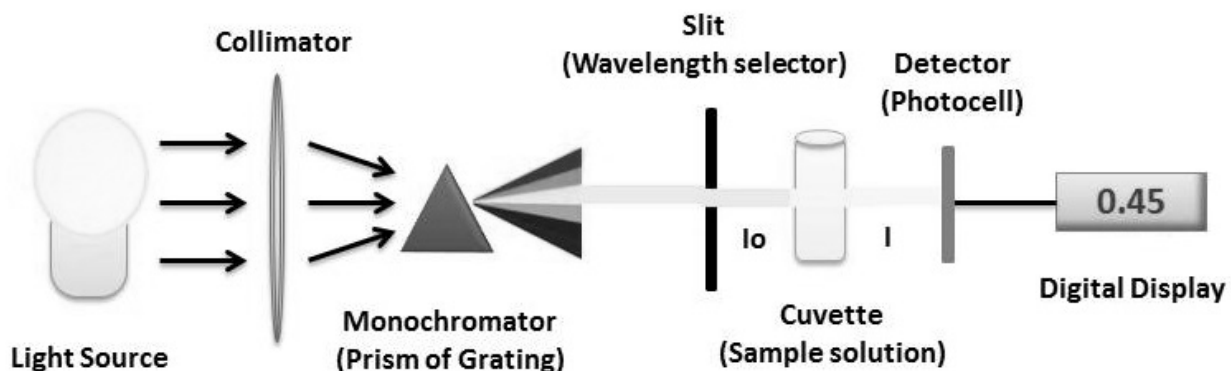 Collimator
Slit
(Wavelength selector)
Detector
(Photocell)
0.45
Io
I
Digital Display
Monochromator
(Prism of Grating)
Cuvette
(Sample solution)
Light Source